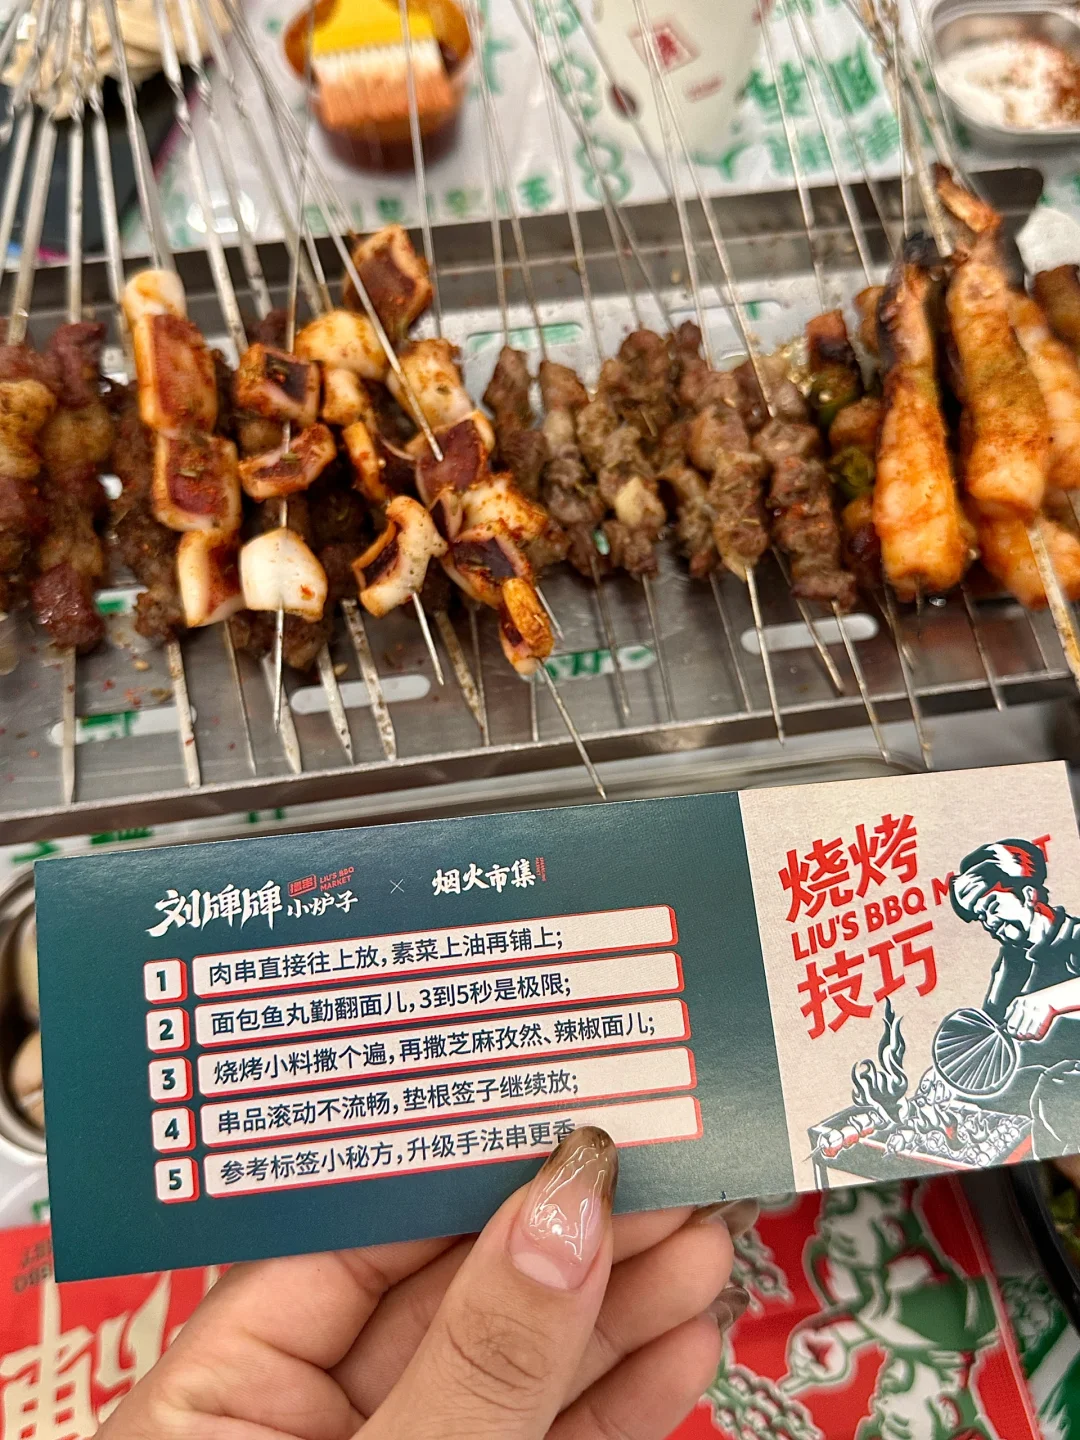 刘牌牌
撸串
LIU'S BBQ
MARKET
小炉子
×
烟火市集
1 肉串直接往上放，素菜上油再铺上；
2 面包鱼丸勤翻面儿，3到5秒是极限；
3 烧烤小料撒个遍，再撒芝麻孜然、辣椒面儿；
4 串品滚动不流畅，垫根签子继续放；
5 参考标签小秘方，升级手法串更香
烧烤
LIU'S BBQ M
技巧